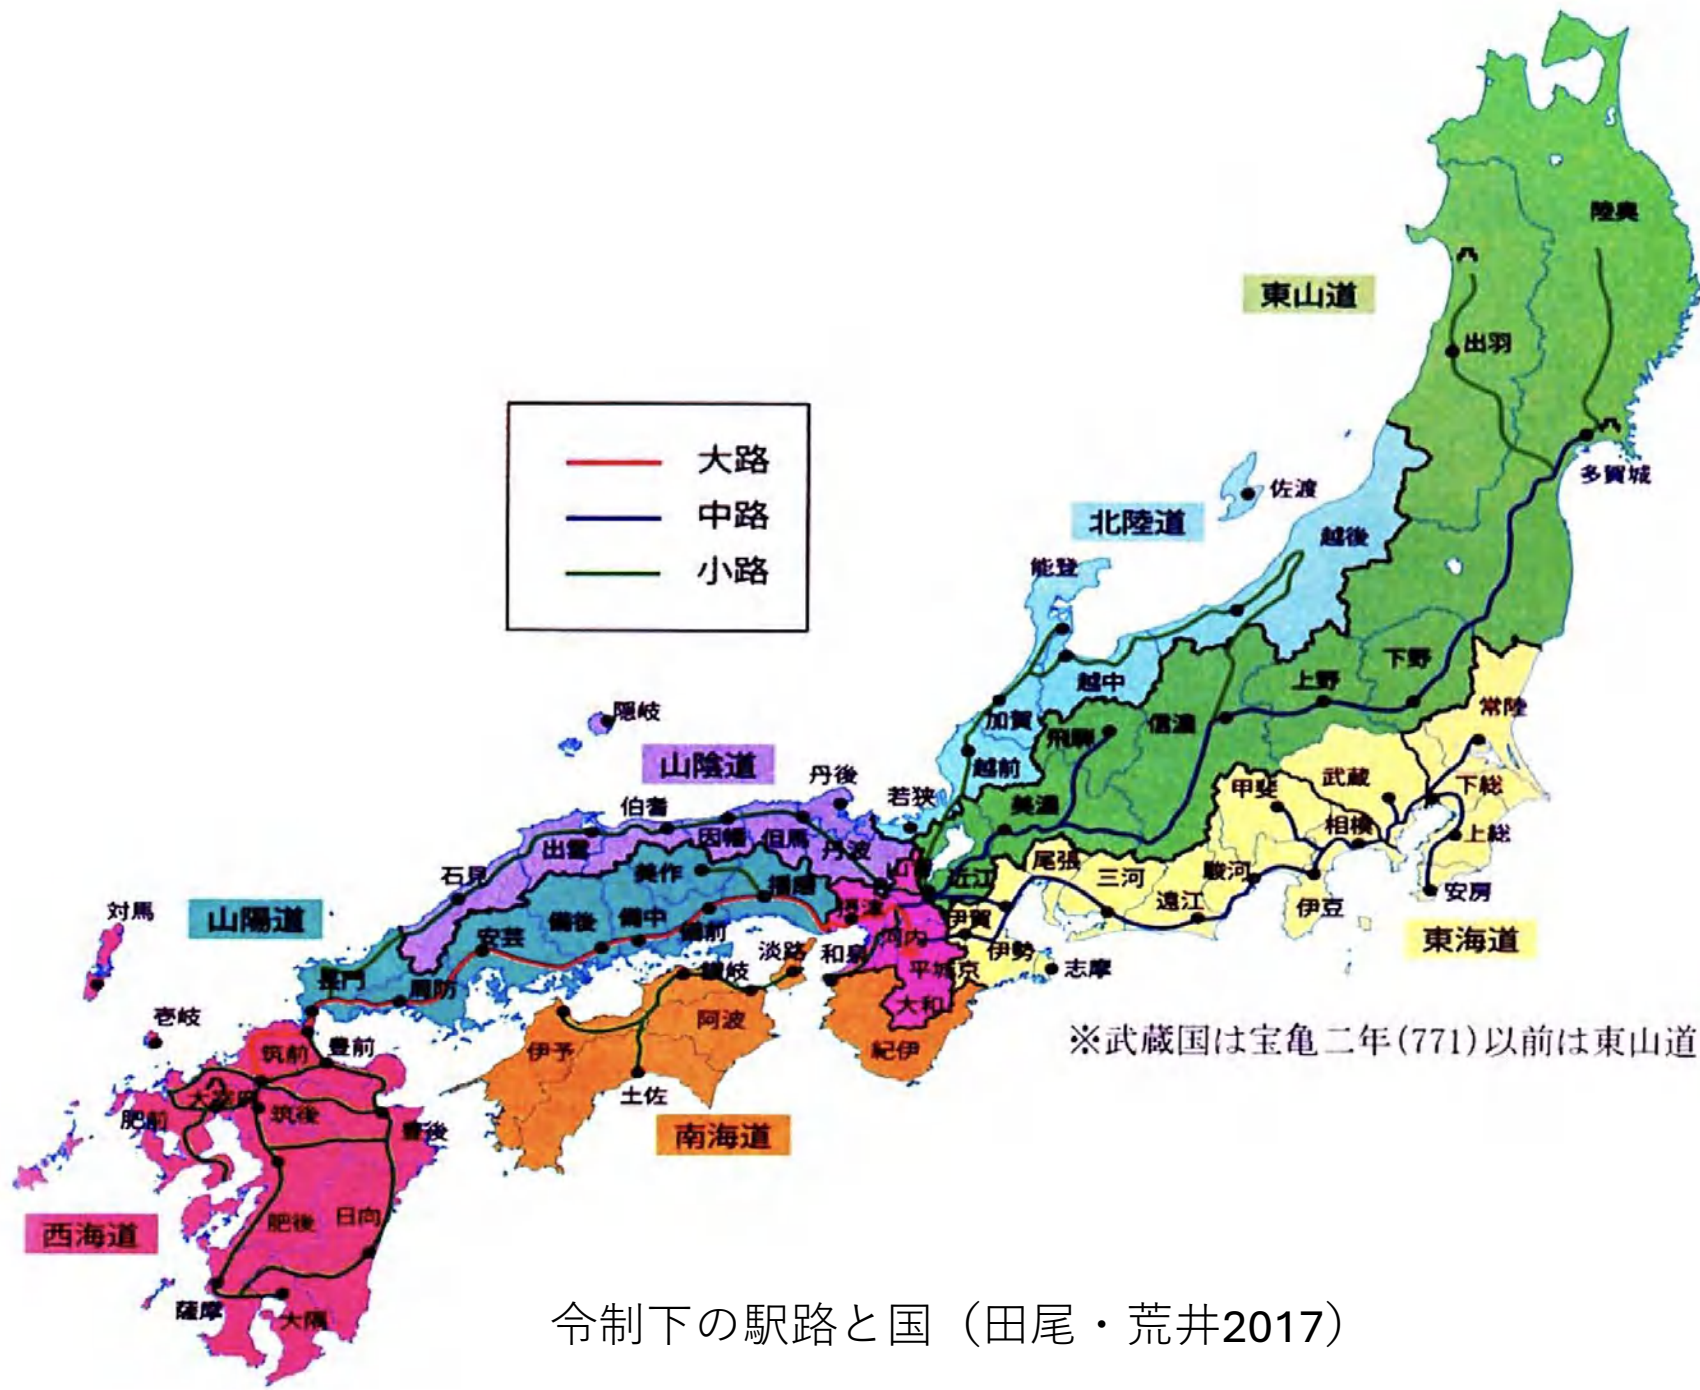 陸奥
東山道
出羽
多賀城
大路
中路
小路
佐渡
北陸道
越後
能登
下野
上野
越中
常陸
加賀
信濃
飛騨
隠岐
山陰道
丹後
越前
武蔵
下総
甲斐
若狭
美濃
伯耆
因幡
但馬
相模
上総
出雲
丹波
尾張
駿河
三河
美作
播磨
山
近江
石見
安房
遠江
伊豆
対馬
山陽道
備後
備中
摂津
伊賀
東海道
安芸
備前
河内
淡路
和泉
伊勢
讃岐
平城京
志摩
長門
周防
大和
壱岐
阿波
※武蔵国は宝亀二年(771)以前は東山道
筑前
豊前
伊予
紀伊
土佐
大宰府
筑後
肥前
豊後
南海道
肥後
日向
西海道
薩摩
大隅
令制下の駅路と国（田尾・荒井2017）